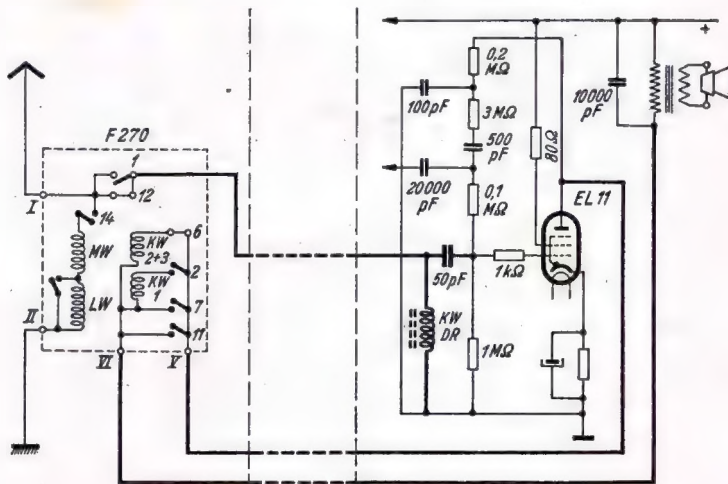 F 270
I
1
12
14
MW
LW
II
KW
2+3
KW
1
6
2
7
11
VI
V
0,2
MΩ
100pF
3MΩ
500
pF
20000
pF
0,1
MΩ
50pF
1kΩ
KW
DR
1MΩ
80Ω
EL 11
10000
pF
+